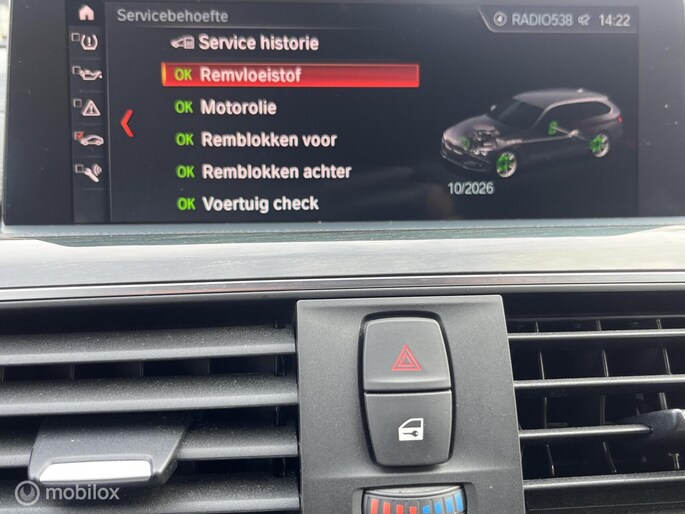 Servicebehoefte
RADIO538 14:22
Service historie
OK Remvloeistof
OK Motorolie
OK Remblokken voor
OK Remblokken achter
OK Voertuig check
10/2026
mobilox